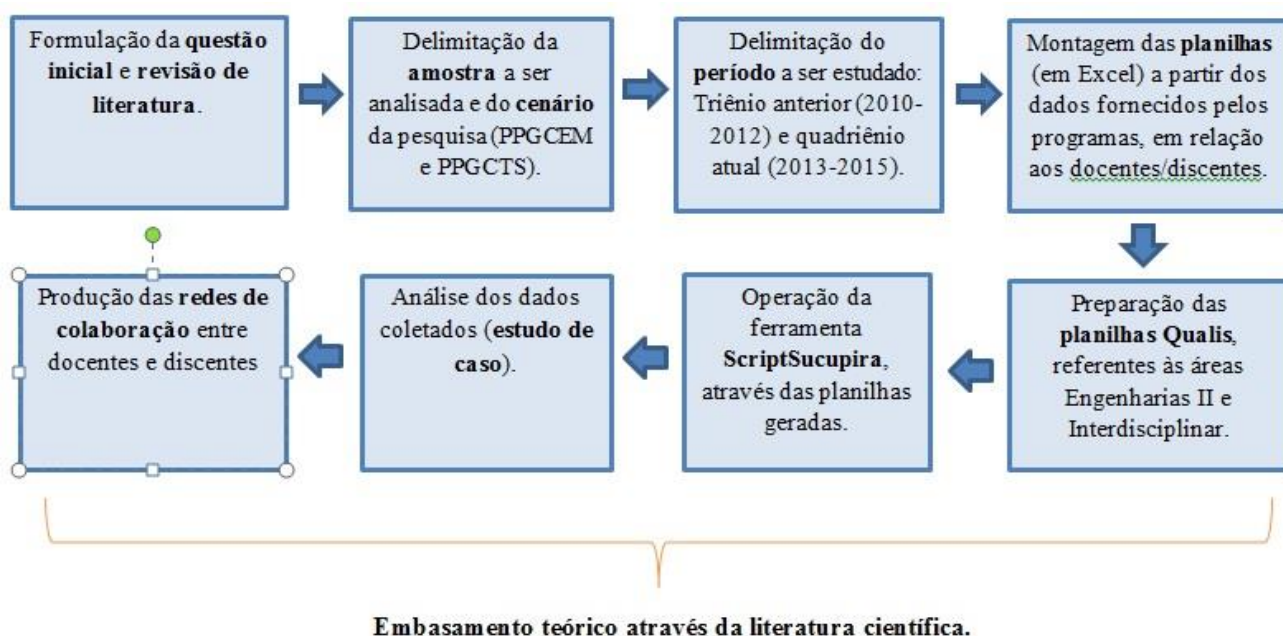 Formulação da questão
inicial e revisão de
literatura.
Delimitação da
amostra a ser
analisada e do cenário
da pesquisa (PPGCEM
e PPGCTS).
Delimitação do
período a ser estudado:
Triênio anterior (2010-
2012) e quadriênio
atual (2013-2015).
Montagem das planilhas
(em Excel) a partir dos
dados fornecidos pelos
programas, em relação
aos docentes/discentes.
Preparação das
planilhas Qualis,
referentes às áreas
Engenharias II e
Interdisciplinar.
Operação da
ferramenta
ScriptSucupira,
através das planilhas
geradas.
Análise dos dados
coletados (estudo de
caso).
Produção das redes de
colaboração entre
docentes e discentes
Embasamento teórico através da literatura científica.